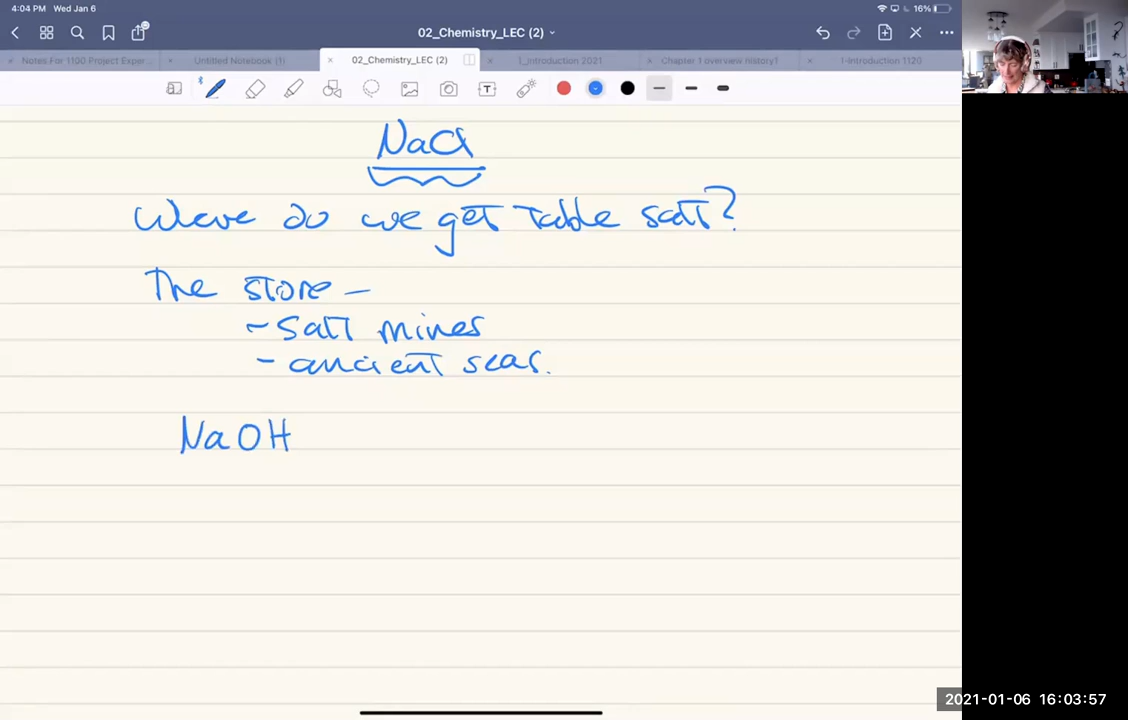 4:04 PM Wed Jan 6
16%
02_Chemistry_LEC (2)
Notes For 1100 Project Exper...
Untitled Notebook (1)
02_Chemistry_LEC (2)
1_Introduction 2021
Chapter 1 overview history1
1-Introduction 1120
NaCl
Where do we get Table salt?
The store -
- Salt mines
- ancient seas.
NaOH
2021-01-06 16:03:57